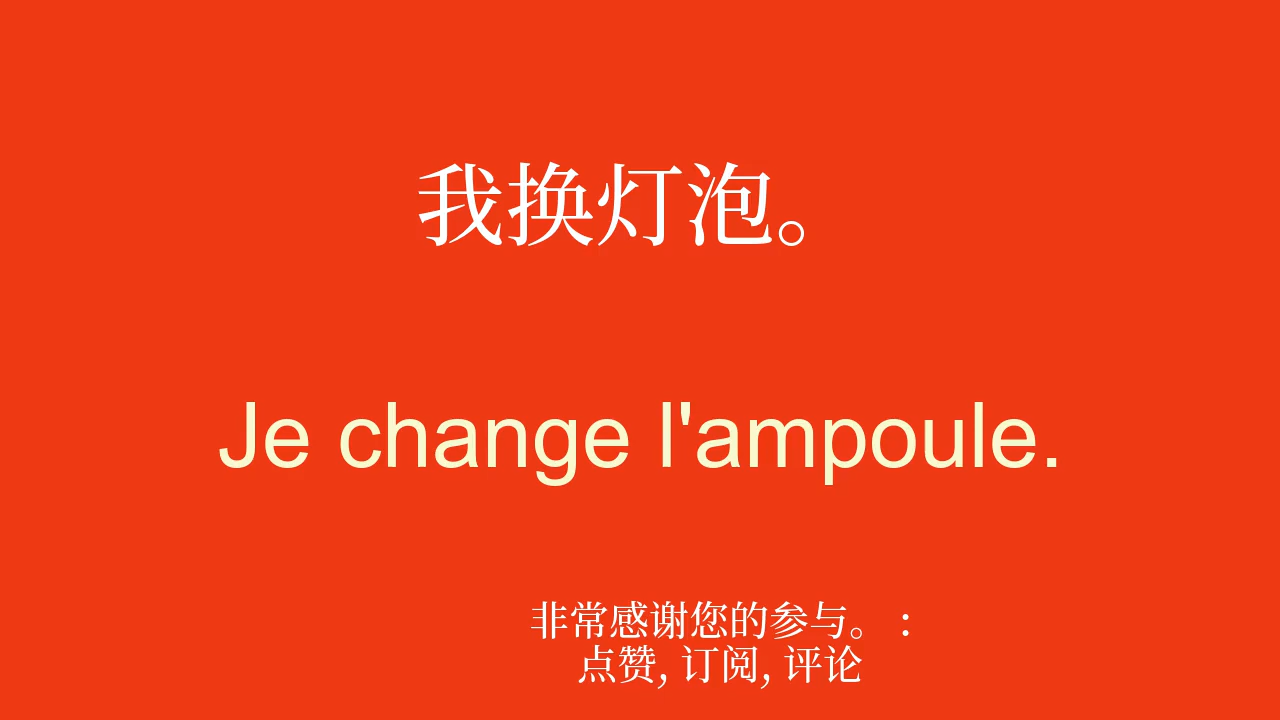 我换灯泡。
Je change l'ampoule.
非常感谢您的参与。 :
点赞, 订阅, 评论